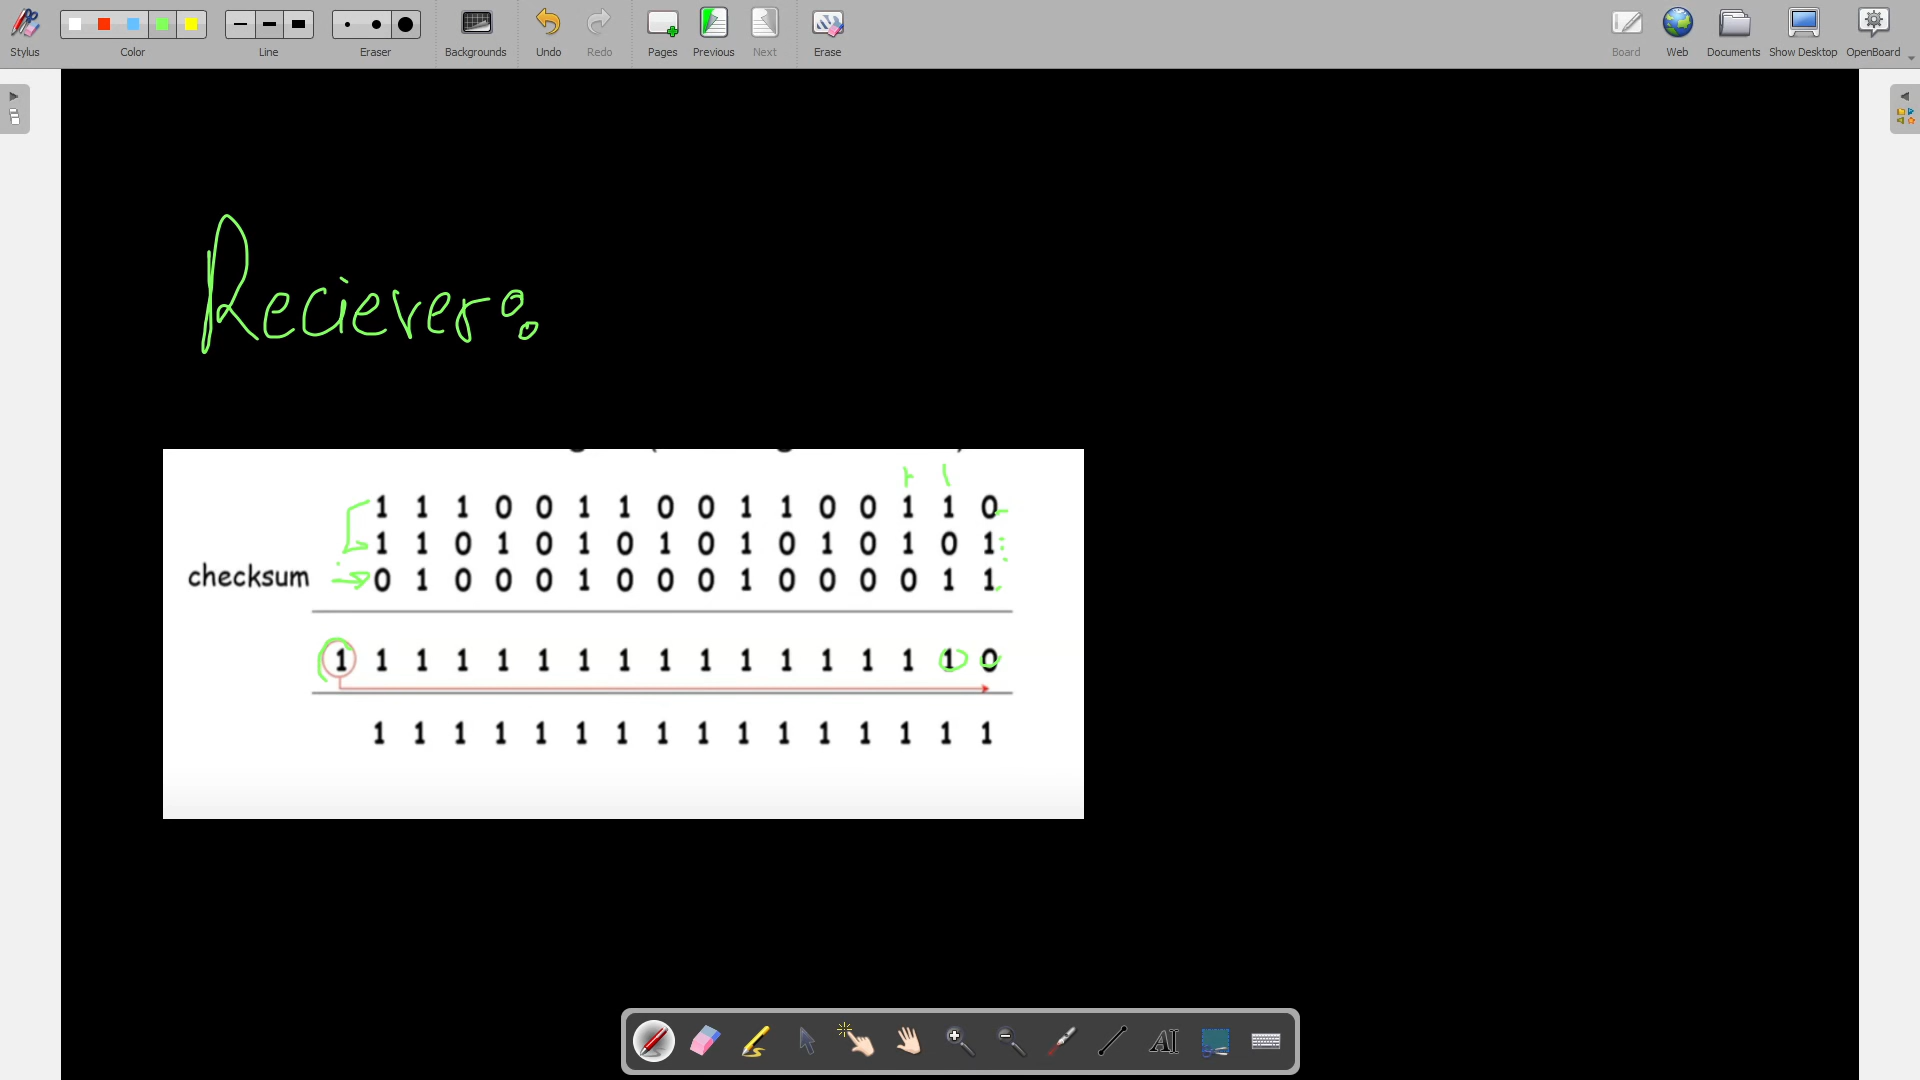 Stylus Color Line Eraser Backgrounds Undo Redo Pages Previous Next Erase Board Web Documents Show Desktop OpenBoard
Reciever:
1 1
1 1 1 0 0 1 1 0 0 1 1 0 0 1 1 0
1 1 0 1 0 1 0 1 0 1 0 1 0 1 0 1
checksum 0 1 0 0 0 1 0 0 0 1 0 0 0 0 1 1
1 1 1 1 1 1 1 1 1 1 1 1 1 1 1 1 0
1 1 1 1 1 1 1 1 1 1 1 1 1 1 1 1
AI